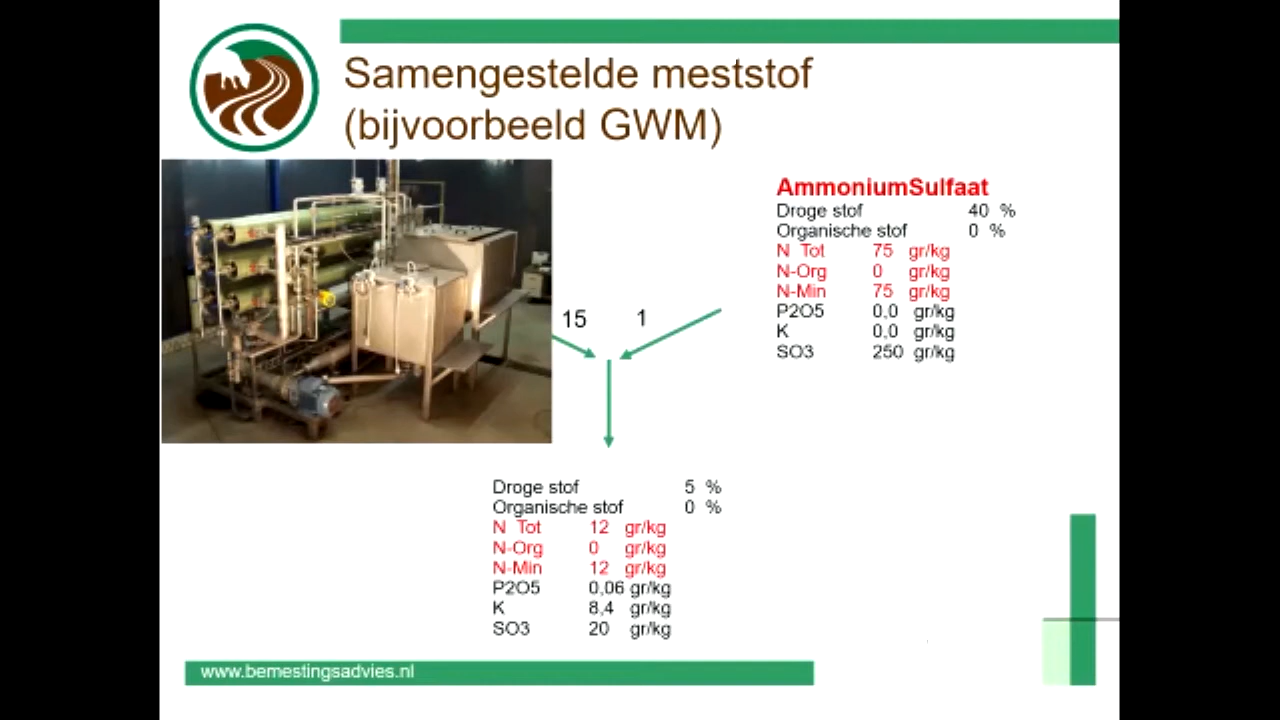 Samengestelde meststof
(bijvoorbeeld GWM)
AmmoniumSulfaat
Droge stof 40 %
Organische stof 0 %
N Tot 75 gr/kg
N-Org 0 gr/kg
N-Min 75 gr/kg
P2O5 0,0 gr/kg
K 0,0 gr/kg
SO3 250 gr/kg
15 1
Droge stof 5 %
Organische stof 0 %
N Tot 12 gr/kg
N-Org 0 gr/kg
N-Min 12 gr/kg
P2O5 0,06 gr/kg
K 8,4 gr/kg
SO3 20 gr/kg
www.bemestingsadvies.nl